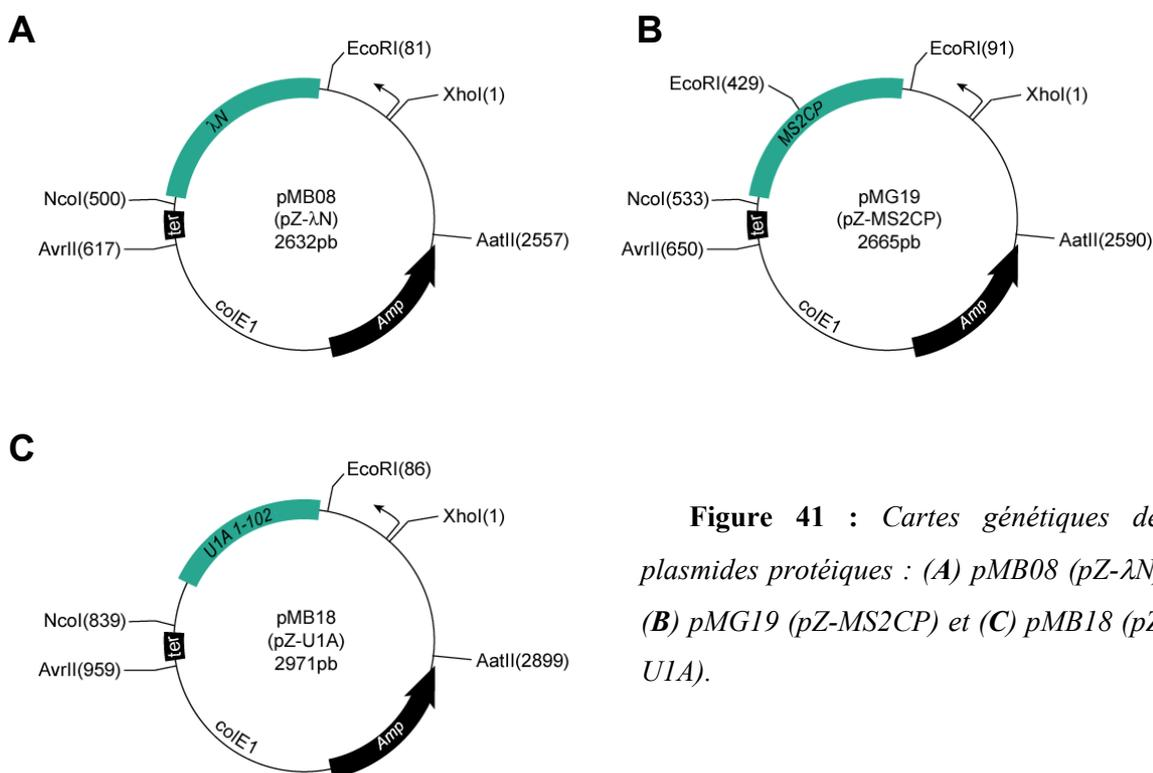 A
EcoRI(81)
XhoI(1)
λN
NcoI(500)
ter
AvrII(617)
pMB08
(pZ-λN)
2632pb
AatII(2557)
colE1
Amp
B
EcoRI(91)
EcoRI(429)
XhoI(1)
MS2CP
NcoI(533)
ter
AvrII(650)
pMG19
(pZ-MS2CP)
2665pb
AatII(2590)
colE1
Amp
C
EcoRI(86)
XhoI(1)
U1A 1-102
NcoI(839)
ter
AvrII(959)
pMB18
(pZ-U1A)
2971pb
AatII(2899)
colE1
Amp
Figure 41 : Cartes génétiques de
plasmides protéiques : (A) pMB08 (pZ-λN)
(B) pMG19 (pZ-MS2CP) et (C) pMB18 (pZ
U1A).